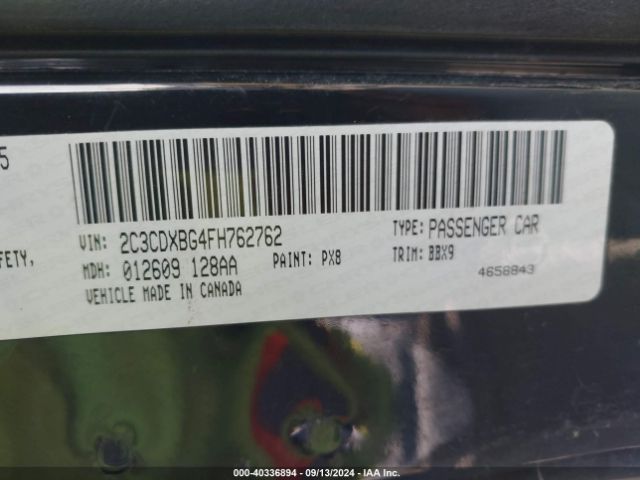 5
VIN: 2C3CDXBG4FH762762
TYPE: PASSENGER CAR
FETY,
MDH: 012609 128AA
PAINT: PX8
TRIM: BBX9
VEHICLE MADE IN CANADA
4658843
000-40336894 - 09/13/2024 - IAA Inc.